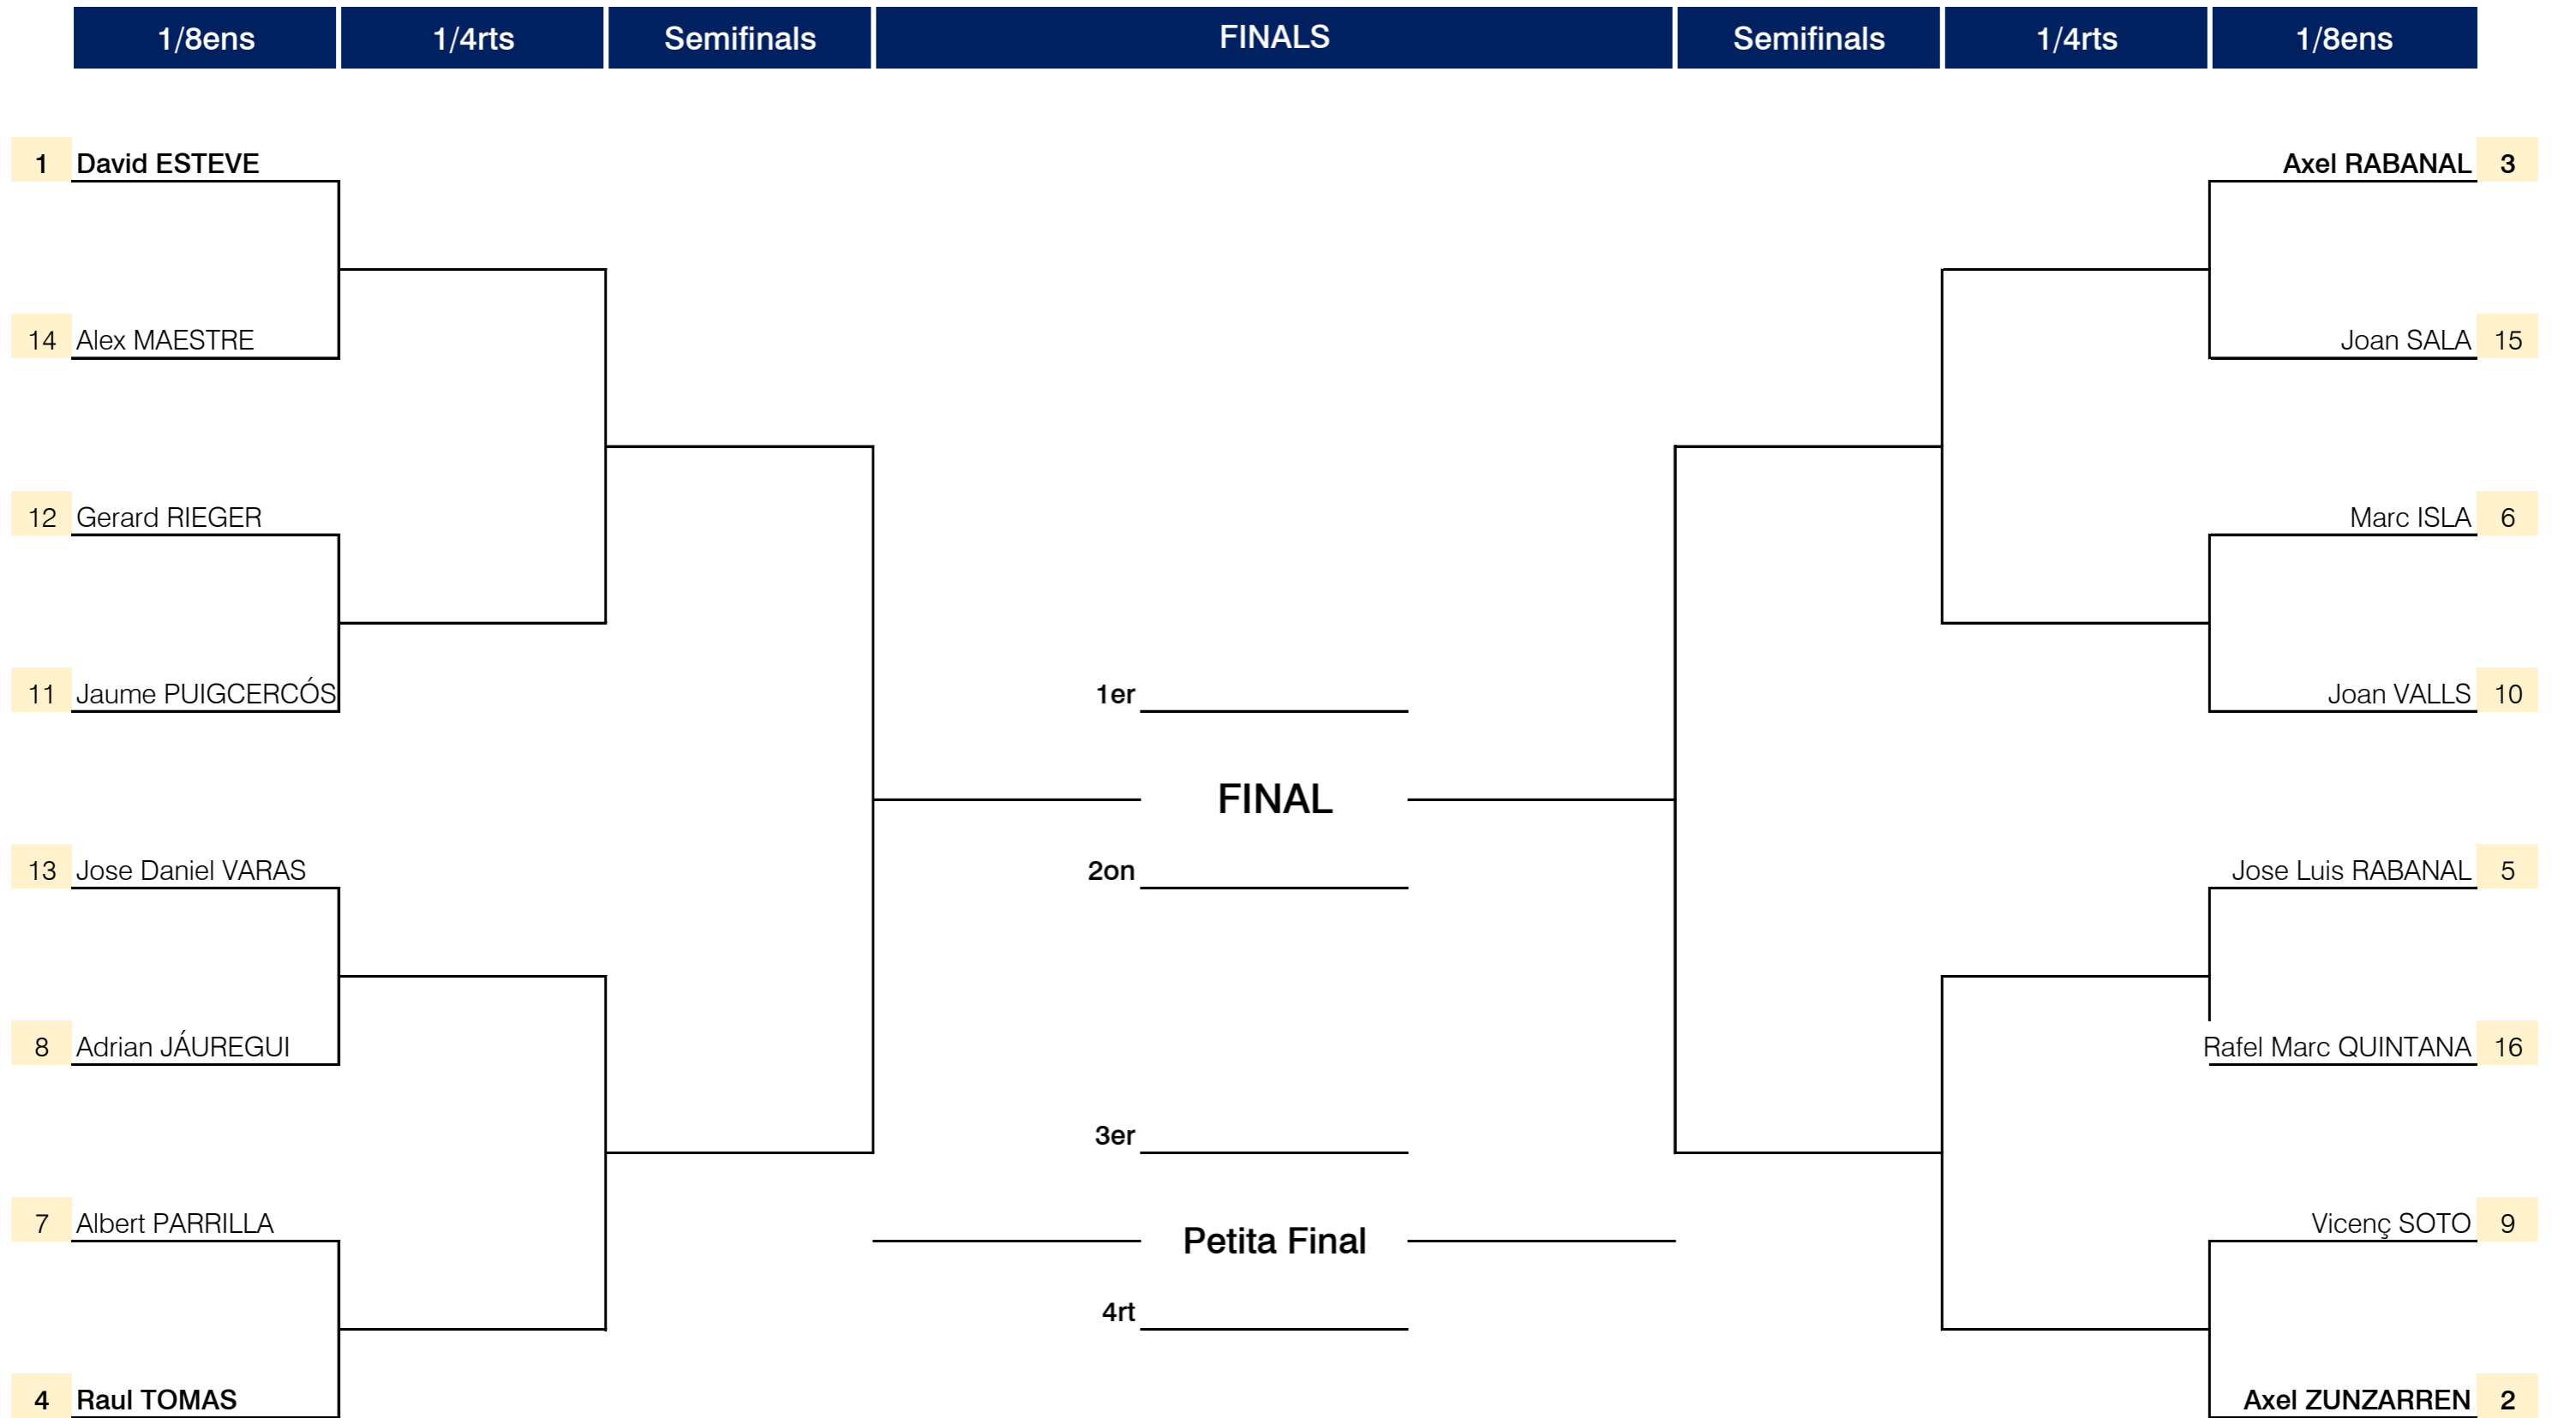 1/8ens 1/4rts Semifinals FINALS Semifinals 1/4rts 1/8ens
1 David ESTEVE Axel RABANAL 3
14 Alex MAESTRE Joan SALA 15
12 Gerard RIEGER Marc ISLA 6
11 Jaume PUIGCERCÓS 1er Joan VALLS 10
FINAL
13 Jose Daniel VARAS 2on Jose Luis RABANAL 5
8 Adrian JÁUREGUI Rafel Marc QUINTANA 16
3er
7 Albert PARRILLA Vicenç SOTO 9
Petita Final
4rt
4 Raul TOMAS Axel ZUNZARREN 2